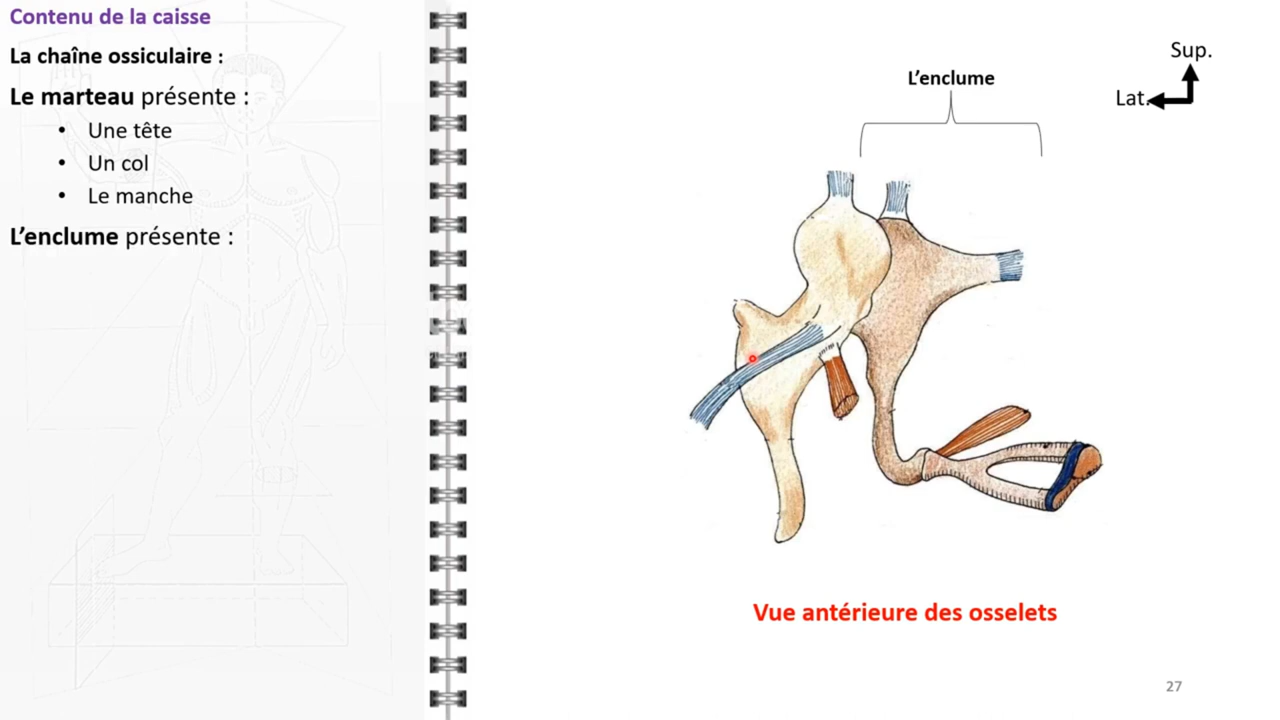 Contenu de la caisse
La chaîne ossiculaire :
Le marteau présente :
• Une tête
• Un col
• Le manche
L’enclume présente :
L’enclume
Sup.
Lat.
Vue antérieure des osselets
27